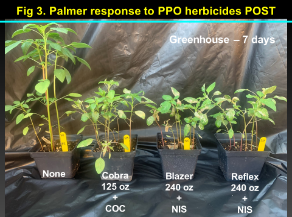 Fig 3. Palmer response to PPO herbicides POST
Greenhouse – 7 days
None
Cobra
125 oz
+
COC
Blazer
240 oz
+
NIS
Reflex
240 oz
+
NIS